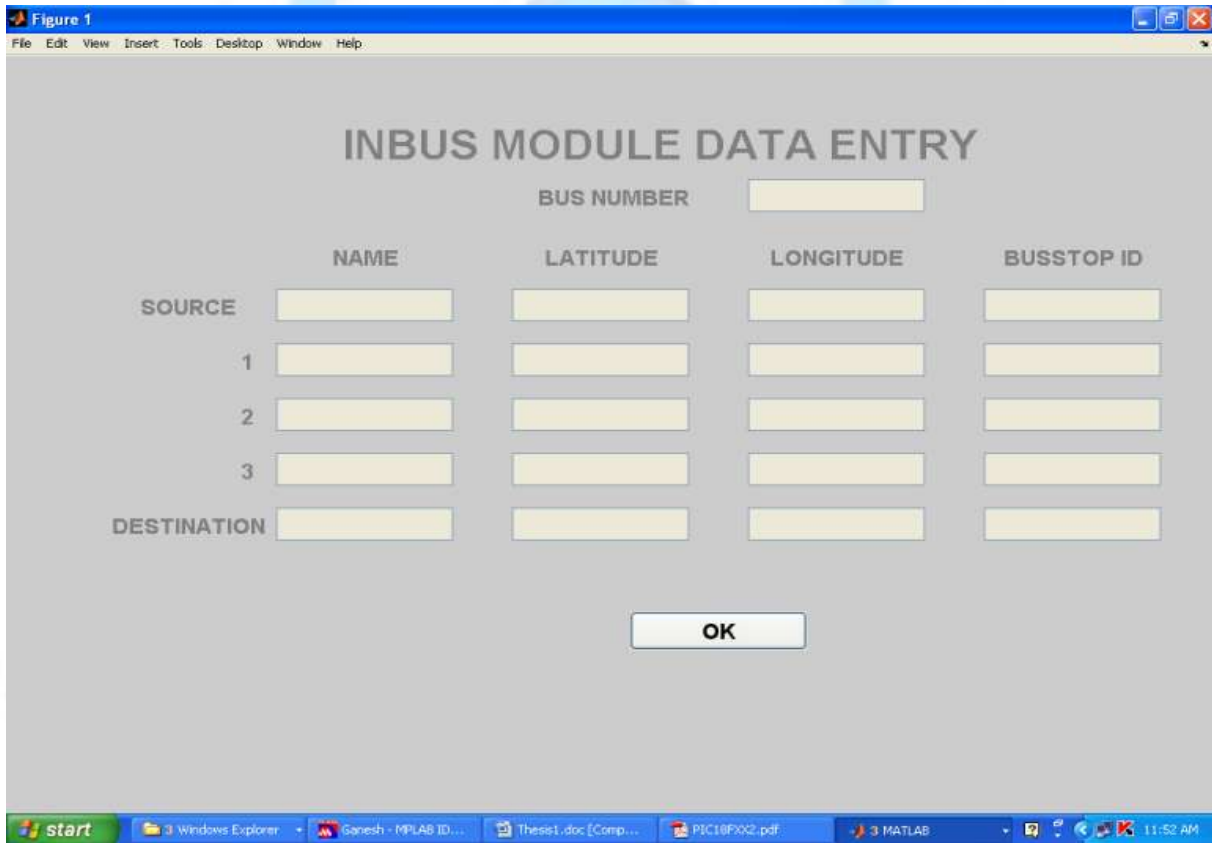 Figure 1
File Edit View Insert Tools Desktop Window Help
INBUS MODULE DATA ENTRY
BUS NUMBER
NAME LATITUDE LONGITUDE BUSSTOP ID
SOURCE
1
2
3
DESTINATION
OK
start 3 Windows Explorer Ganesh - MPLAB ID... Thesis1.doc [Comp... PIC18FXX2.pdf 3 MATLAB 11:52 AM